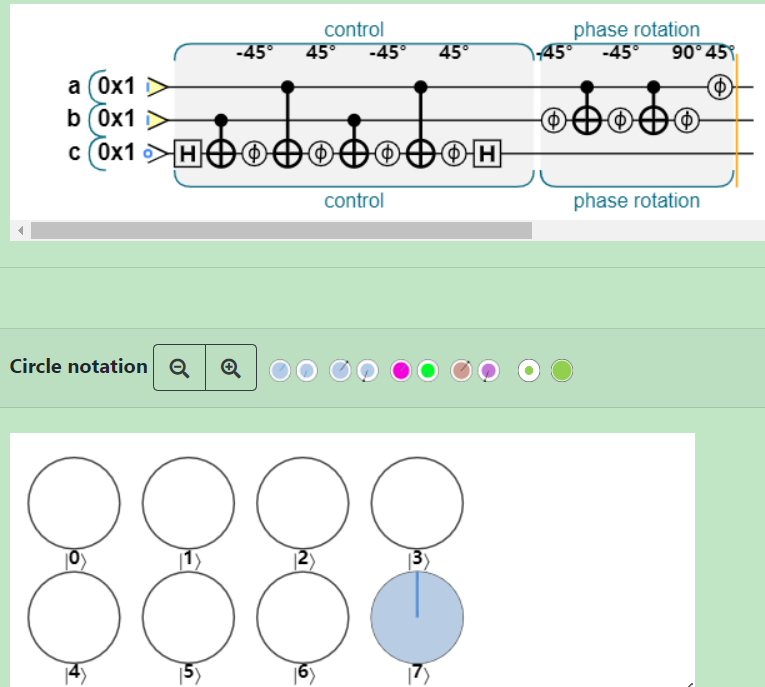 control phase rotation
-45° 45° -45° 45° -45° -45° 90° 45°
a 0x1
b 0x1
c 0x1 H ϕ ϕ ϕ ϕ H
control phase rotation
Circle notation
|0⟩ |1⟩ |2⟩ |3⟩
|4⟩ |5⟩ |6⟩ |7⟩